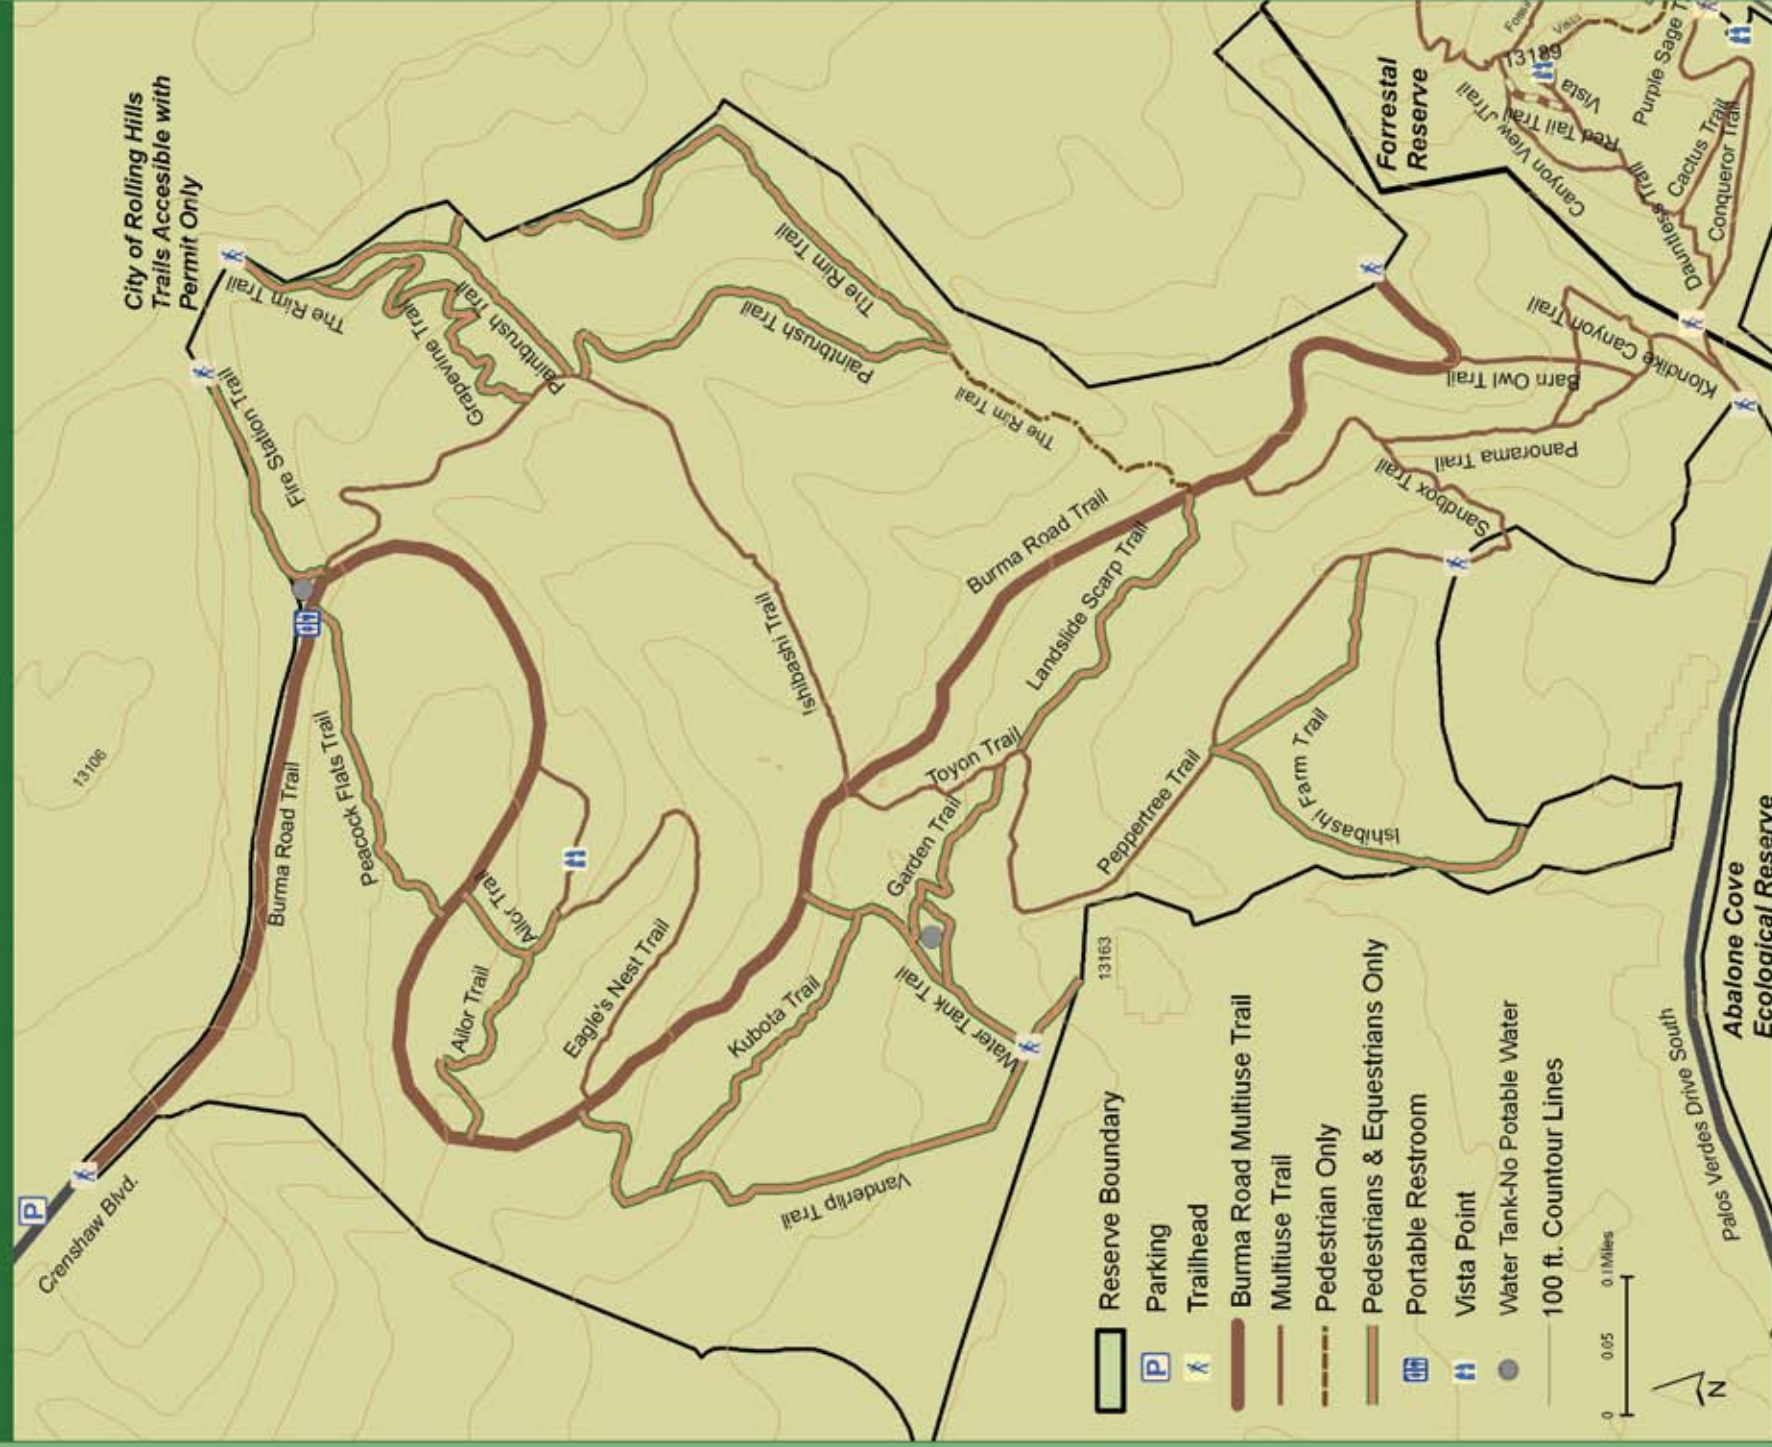 City of Rolling Hills
Trails Accesible with
Permit Only
The Rim Trail
Fire Station Trail
Grapevine Trail
Paintbrush Trail
The Rim Trail
Paintbrush Trail
The Rim Trail
13106
Burma Road Trail
Peacock Flats Trail
Ishibashi Trail
Burma Road Trail
Landslide Scarp Trail
Toyon Trail
Garden Trail
Ailor Trail
Ailor Trail
Eagle's Nest Trail
Kubota Trail
Water Tank Trail
Vanderlip Trail
P
Crenshaw Blvd.
Peppertree Trail
Ishibashi Farm Trail
Sandbox Trail
Panorama Trail
Barn Owl Trail
Klondike Canyon Trail
Forrestal
Reserve
Canyon View Trail
Red Tail Trail
Vista
13189
Vista
Purple Sage T
Dauntless Trail
Cactus Trail
Conqueror Trail
13163
Palos Verdes Drive South
Abalone Cove
Ecological Reserve
Reserve Boundary
P Parking
Trailhead
Burma Road Multiuse Trail
Multiuse Trail
Pedestrian Only
Pedestrians & Equestrians Only
Portable Restroom
Vista Point
Water Tank-No Potable Water
100 ft. Countour Lines
0 0.05 0.1 Miles
N